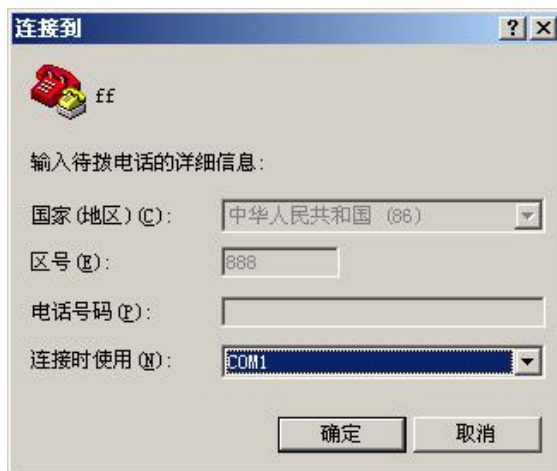 连接到
ff
输入待拨电话的详细信息:
国家(地区)(C): 中华人民共和国 (86)
区号(E): 888
电话号码(P):
连接时使用(N): COM1
确定 取消